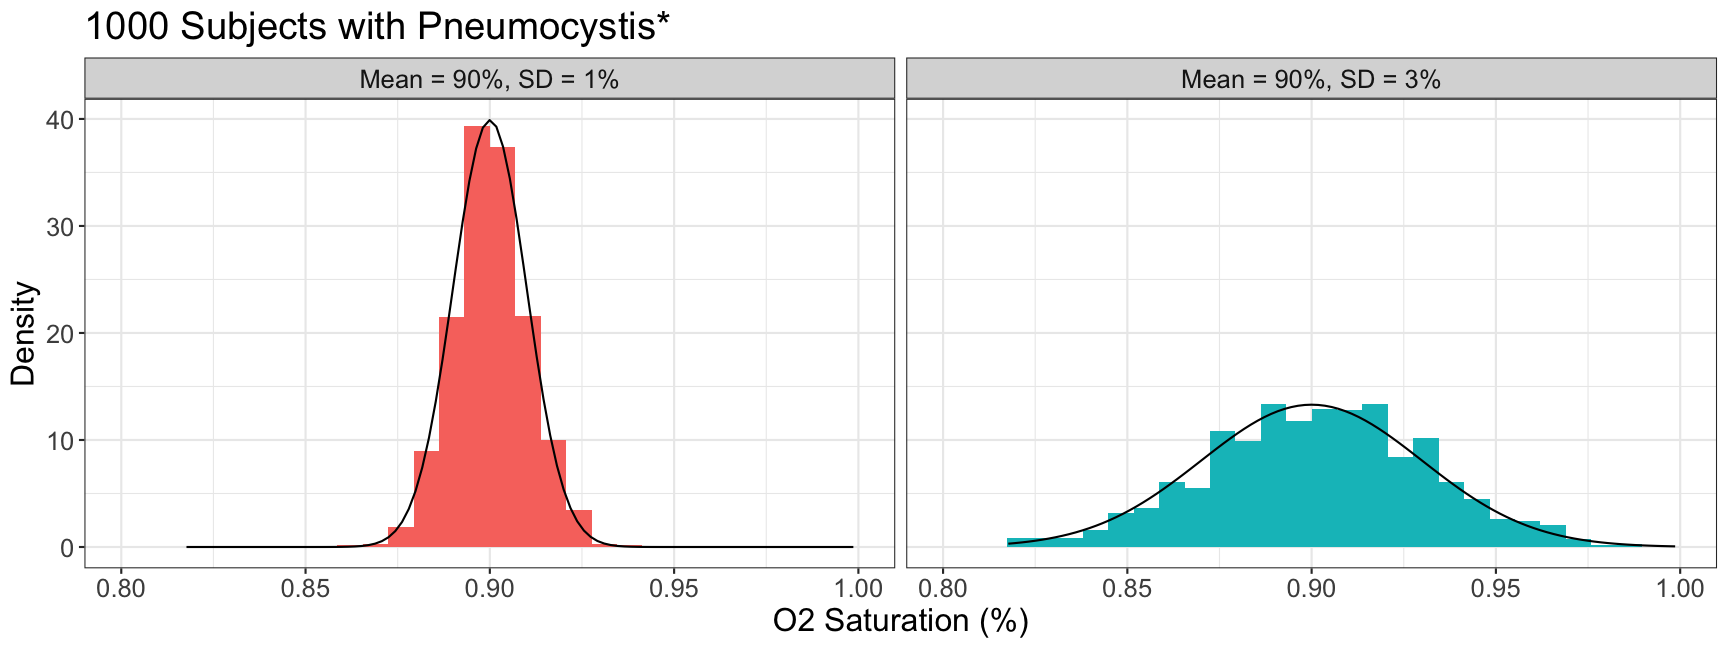 1000 Subjects with Pneumocystis*
Mean = 90%, SD = 1%
Mean = 90%, SD = 3%
Density
40
30
20
10
0
0.80 0.85 0.90 0.95 1.00
0.80 0.85 0.90 0.95 1.00
O2 Saturation (%)